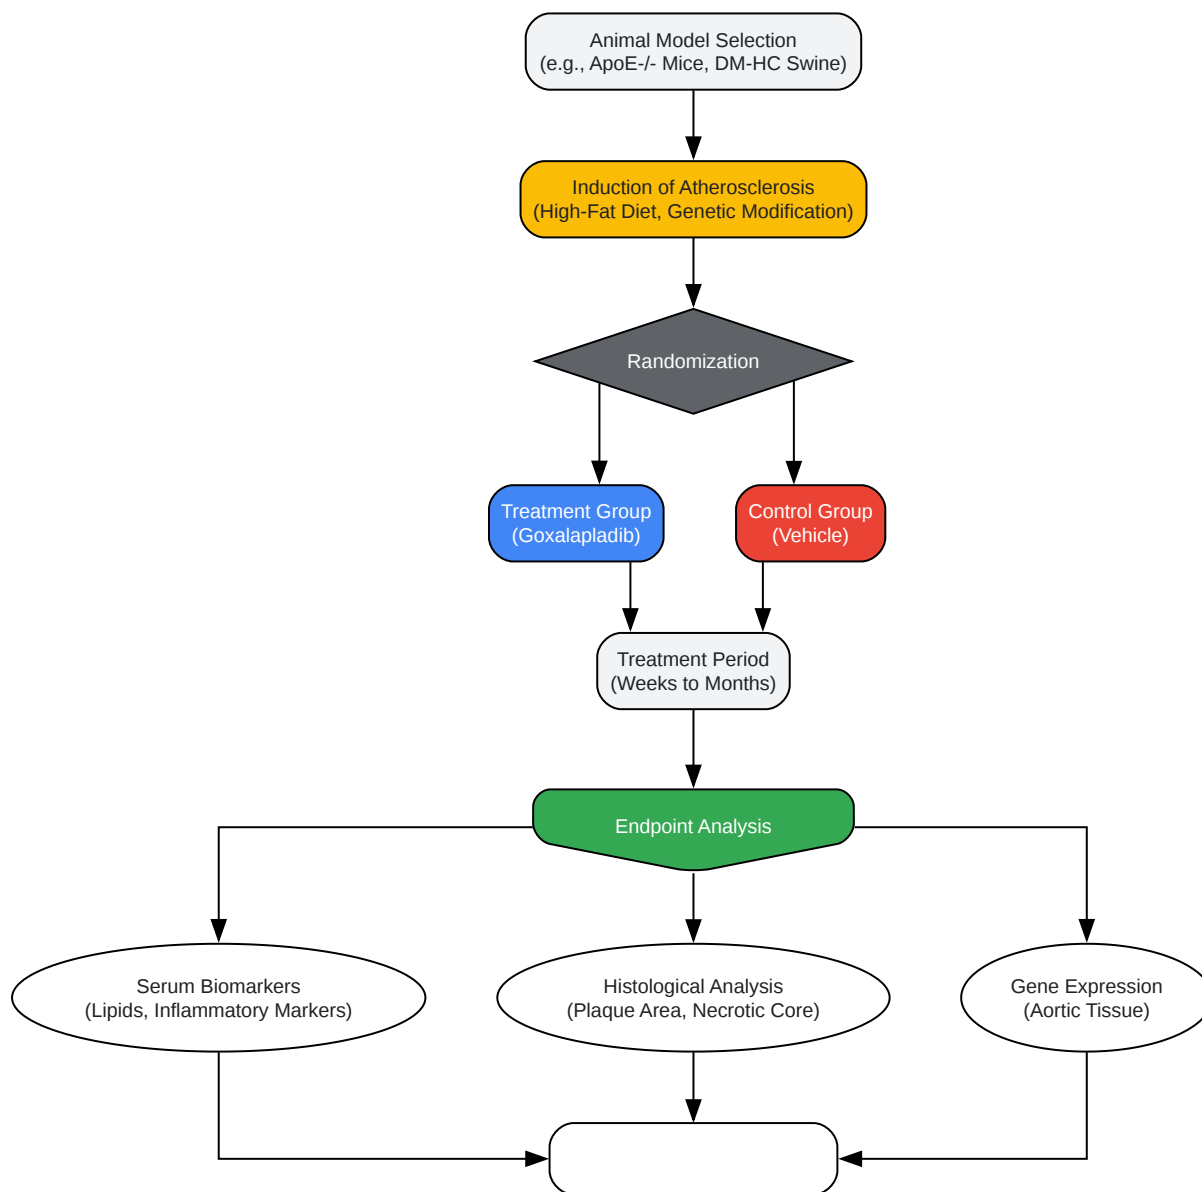 Animal Model Selection
(e.g., ApoE-/- Mice, DM-HC Swine)
Induction of Atherosclerosis
(High-Fat Diet, Genetic Modification)
Randomization
Treatment Group
(Goxalapladib)
Control Group
(Vehicle)
Treatment Period
(Weeks to Months)
Endpoint Analysis
Serum Biomarkers
(Lipids, Inflammatory Markers)
Histological Analysis
(Plaque Area, Necrotic Core)
Gene Expression
(Aortic Tissue)